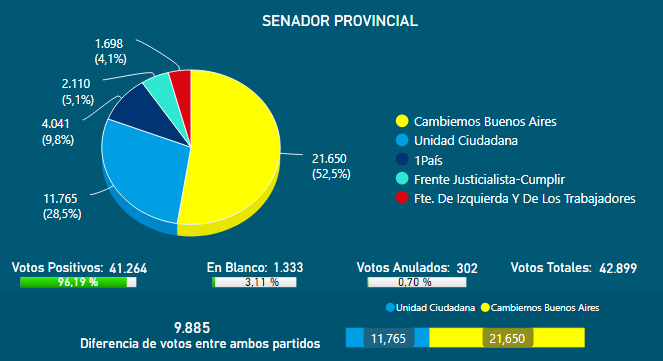 SENADOR PROVINCIAL
1.698
(4,1%)
2.110
(5,1%)
4.041
(9,8%)
11.765
(28,5%)
21.650
(52,5%)
Cambiemos Buenos Aires
Unidad Ciudadana
1País
Frente Justicialista-Cumplir
Fte. De Izquierda Y De Los Trabajadores
Votos Positivos: 41.264
96,19 %
En Blanco: 1.333
3,11 %
Votos Anulados: 302
0,70 %
Votos Totales: 42.899
Unidad Ciudadana Cambiemos Buenos Aires
9.885
Diferencia de votos entre ambos partidos
11,765 21,650